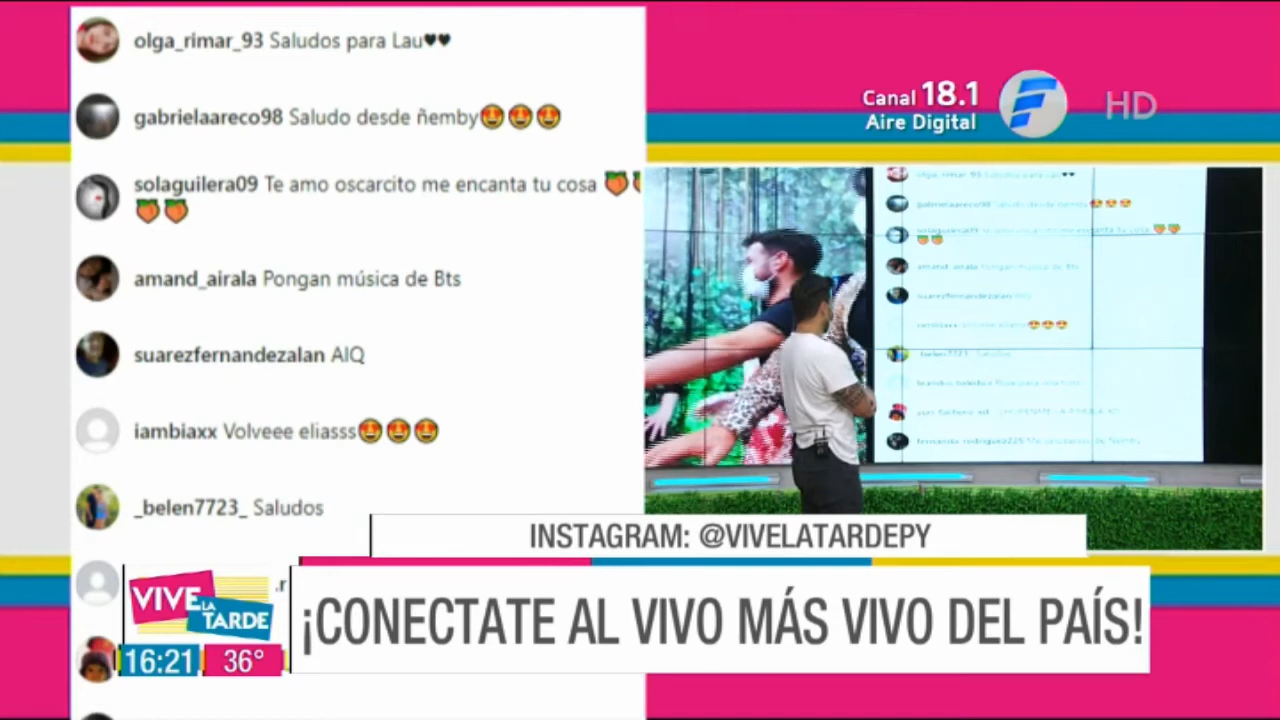 olga_rimar_93 Saludos para Lau♥♥
gabrielaareco98 Saludo desde ñemby😍😍😍
solaguilera09 Te amo oscarcito me encanta tu cosa 🍑
🍑🍑
amand_airala Pongan música de Bts
suarezfernandezalan AIQ
iambiaxx Volveee eliasss😍😍😍
_belen7723_ Saludos
Canal 18.1
Aire Digital
HD
INSTAGRAM: @VIVELATARDEPY
VIVE
LA
TARDE
¡CONECTATE AL VIVO MÁS VIVO DEL PAÍS!
16:21 36°